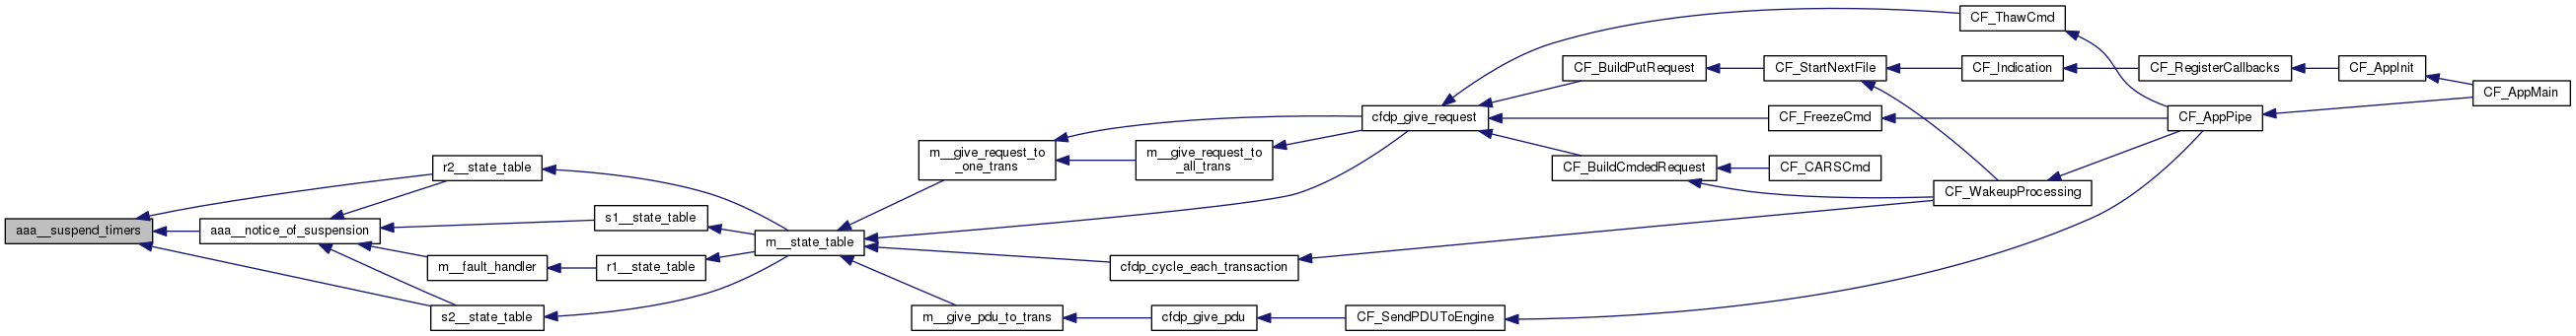 aaa__suspend_timers
aaa__notice_of_suspension
r2__state_table
s1__state_table
m__fault_handler
r1__state_table
s2__state_table
m__state_table
m__give_request_to
_one_trans
m__give_request_to
_all_trans
cfdp_give_request
cfdp_cycle_each_transaction
m__give_pdu_to_trans
cfdp_give_pdu
CF_SendPDUToEngine
CF_ThawCmd
CF_BuildPutRequest
CF_StartNextFile
CF_Indication
CF_RegisterCallbacks
CF_AppInit
CF_AppMain
CF_FreezeCmd
CF_AppPipe
CF_BuildCmdedRequest
CF_CARSCmd
CF_WakeupProcessing